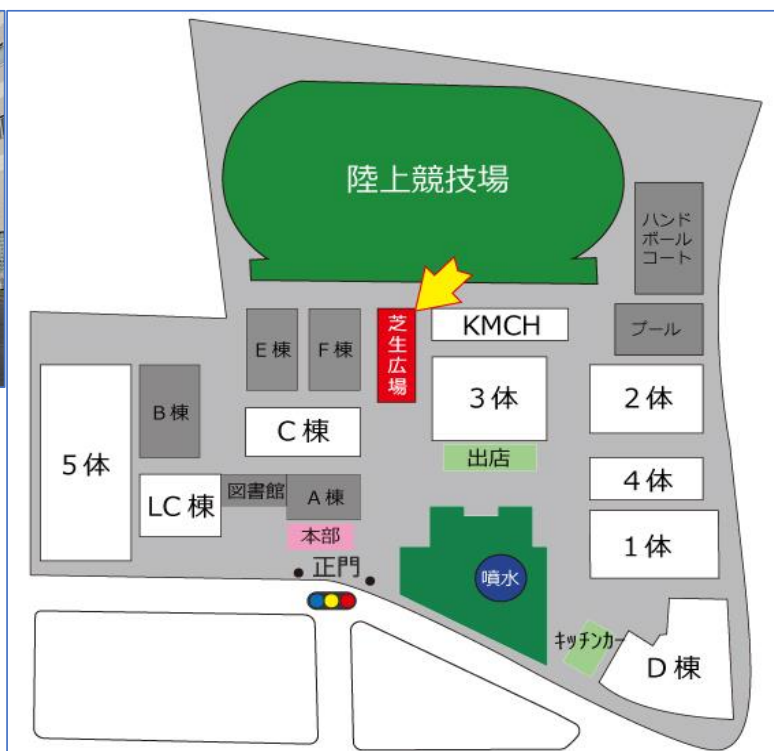 陸上競技場
ハンド
ボール
コート
プール
KMCH
芝生広場
E棟
F棟
B棟
C棟
3体
2体
出店
5体
4体
LC棟
図書館
A棟
本部
1体
正門
噴水
キッチンカー
D棟